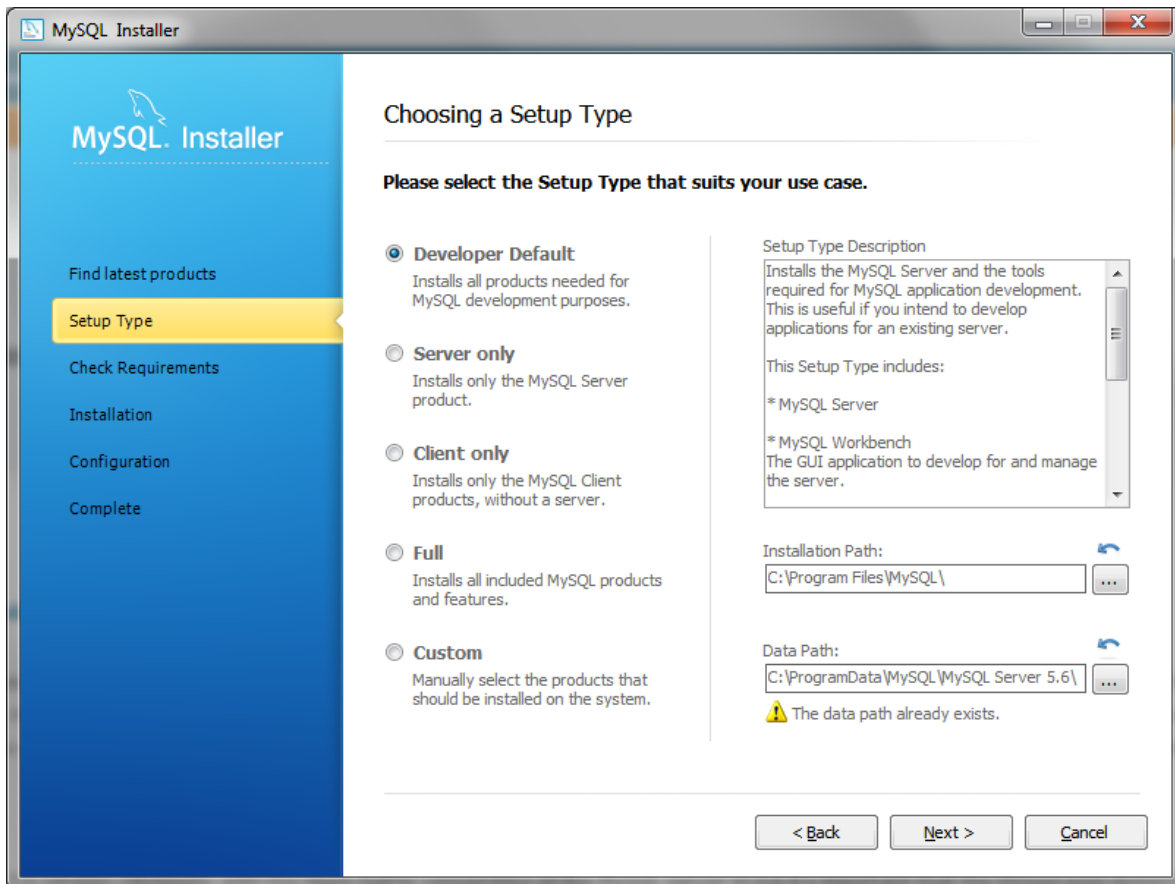 MySQL Installer
MySQL. Installer
Find latest products
Setup Type
Check Requirements
Installation
Configuration
Complete
Choosing a Setup Type
Please select the Setup Type that suits your use case.
Developer Default
Installs all products needed for
MySQL development purposes.
Server only
Installs only the MySQL Server
product.
Client only
Installs only the MySQL Client
products, without a server.
Full
Installs all included MySQL products
and features.
Custom
Manually select the products that
should be installed on the system.
Setup Type Description
Installs the MySQL Server and the tools
required for MySQL application development.
This is useful if you intend to develop
applications for an existing server.
This Setup Type includes:
* MySQL Server
* MySQL Workbench
The GUI application to develop for and manage
the server.
Installation Path:
C:\Program Files\MySQL\
...
Data Path:
C:\ProgramData\MySQL\MySQL Server 5.6\
...
The data path already exists.
< Back
Next >
Cancel